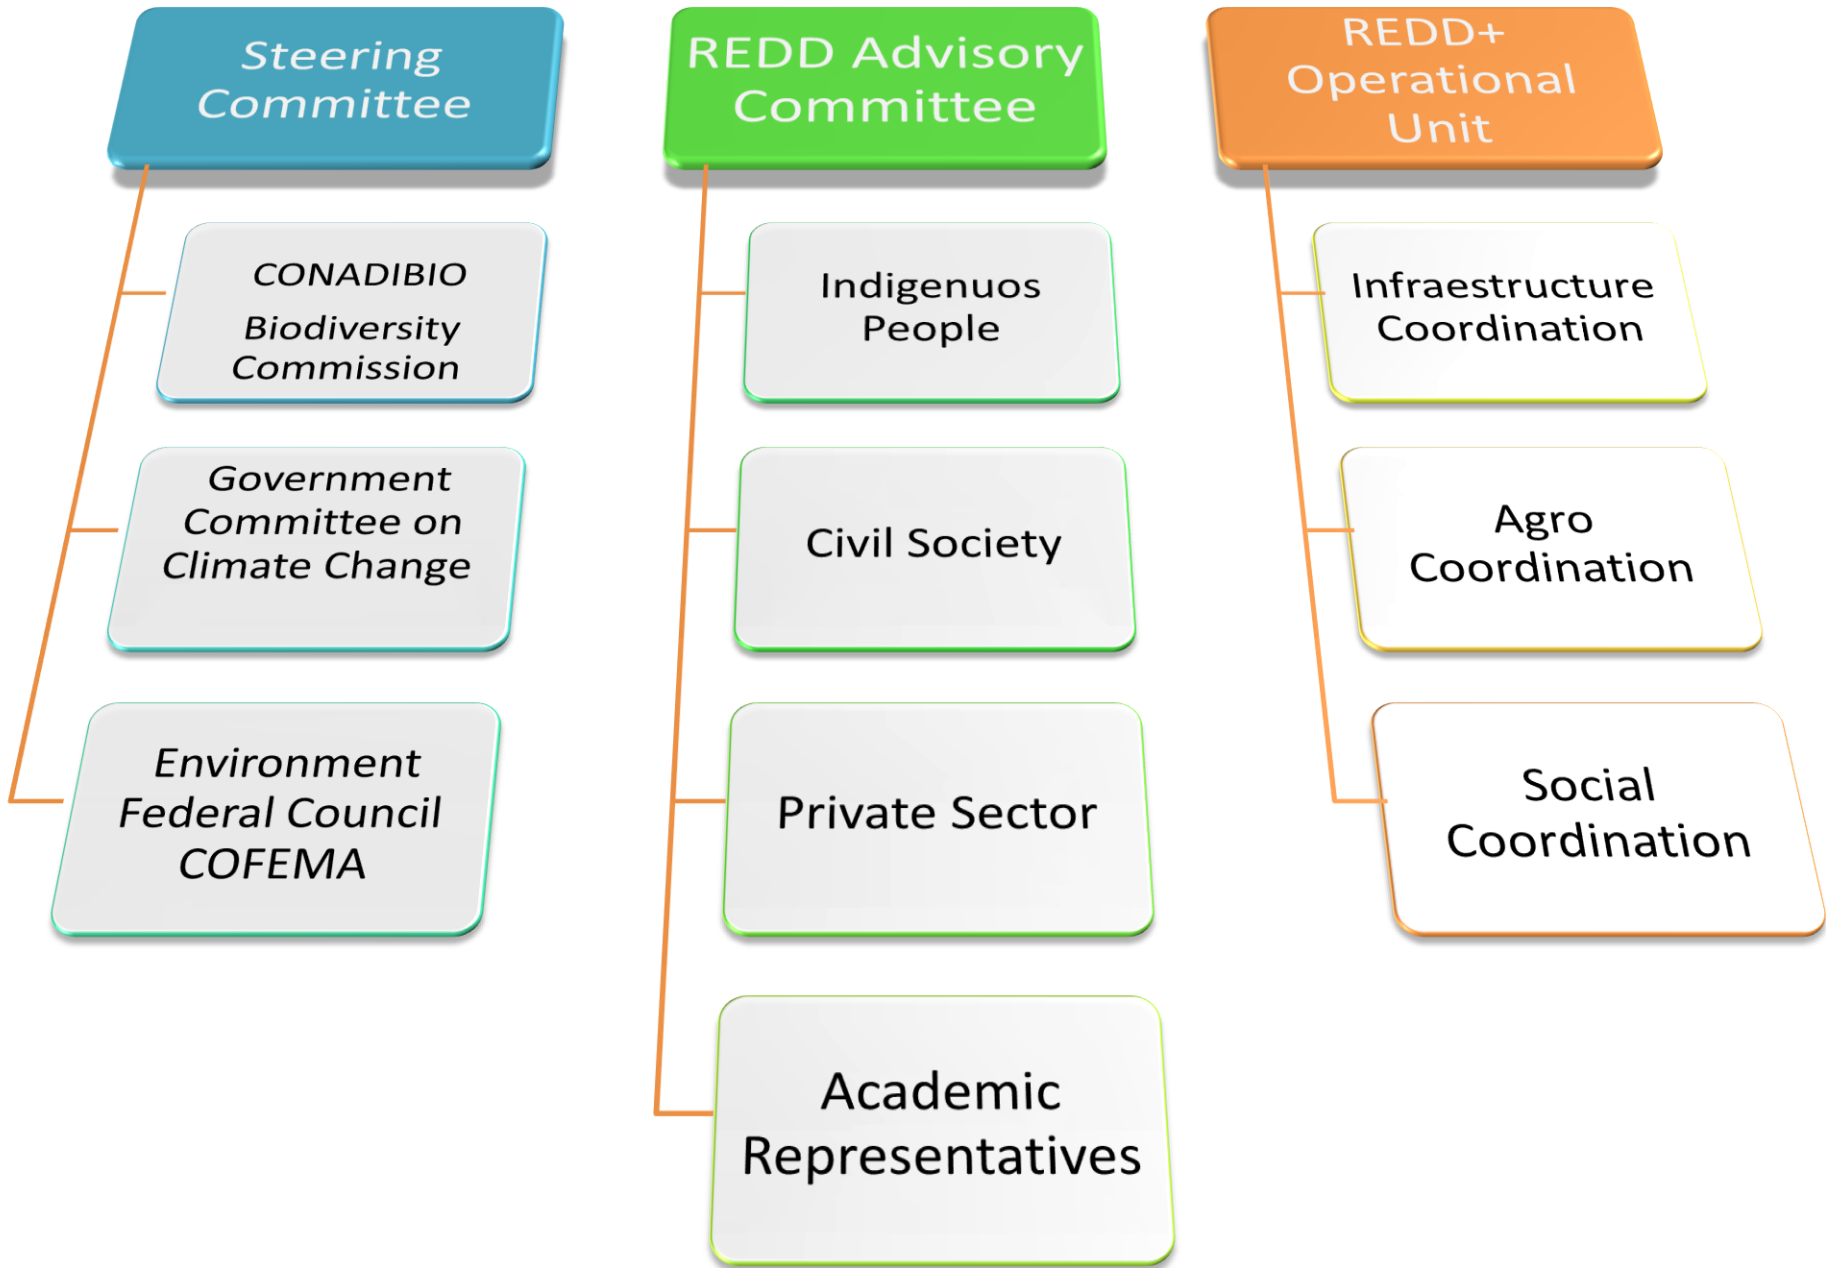 Steering
Committee
CONADIBIO
Biodiversity
Commission
Government
Committee on
Climate Change
Environment
Federal Council
COFEMA
REDD Advisory
Committee
Indigenuos
People
Civil Society
Private Sector
Academic
Representatives
REDD+
Operational
Unit
Infraestructure
Coordination
Agro
Coordination
Social
Coordination